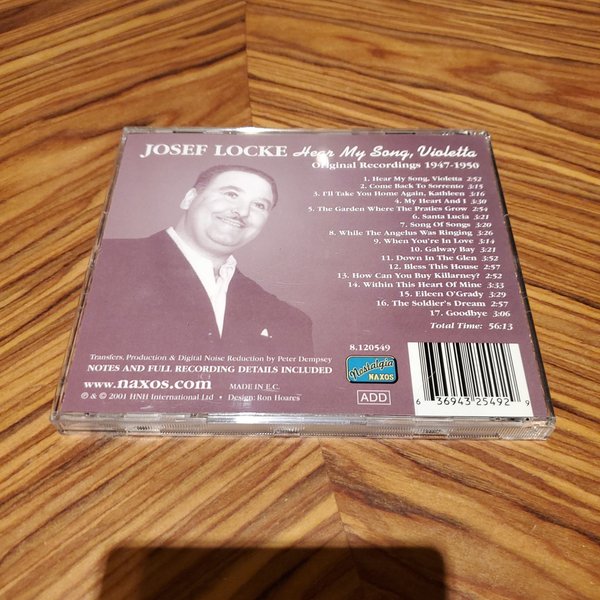 JOSEF LOCKE Hear My Song, Violetta
Original Recordings 1947-1956
1. Hear My Song, Violetta 2:52
2. Come Back To Sorrento 3:15
3. I'll Take You Home Again, Kathleen 3:16
4. My Heart And I 3:30
5. The Garden Where The Praties Grow 2:54
6. Santa Lucia 3:21
7. Song Of Songs 3:20
8. While The Angelus Was Ringing 3:26
9. When You're In Love 3:14
10. Galway Bay 3:21
11. Down In The Glen 3:52
12. Bless This House 2:57
13. How Can You Buy Killarney? 3:12
14. Within This Heart Of Mine 3:33
15. Eileen O'Grady 3:29
16. The Soldier's Dream 2:57
17. Goodbye 3:06
Total Time: 56:13
Transfers, Production & Digital Noise Reduction by Peter Dempsey
NOTES AND FULL RECORDING DETAILS INCLUDED
www.naxos.com MADE IN E.C.
℗ & © 2001 HNH International Ltd • Design: Ron Hoares
8.120549
Nostalgia
NAXOS
ADD
6 36943 25492 9